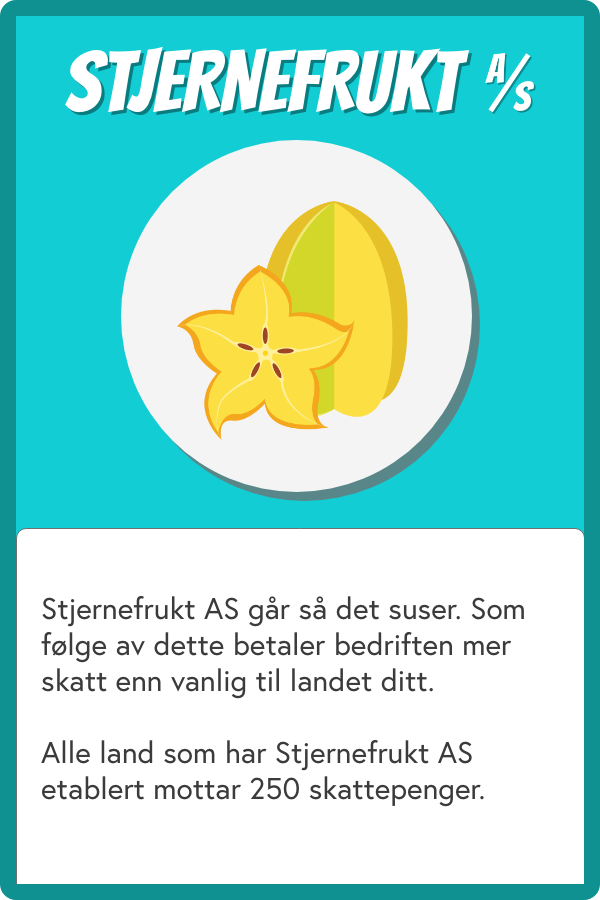 STJERNEFRUKT A/S
Stjernefrukt AS går så det suser. Som
følge av dette betaler bedriften mer
skatt enn vanlig til landet ditt.
Alle land som har Stjernefrukt AS
etablert mottar 250 skattepenger.